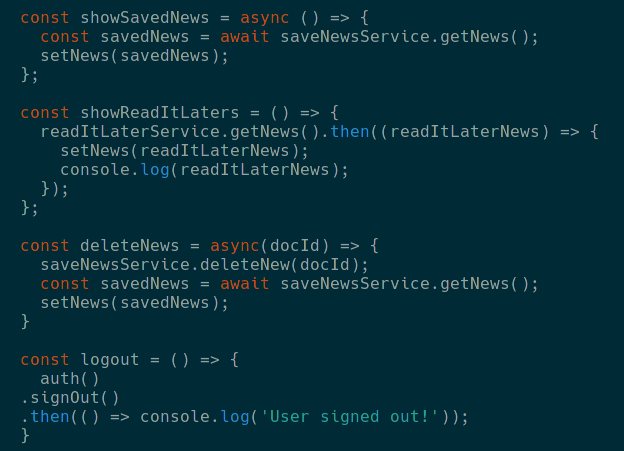 const showSavedNews = async () => {
  const savedNews = await saveNewsService.getNews();
  setNews(savedNews);
};

const showReadItLaters = () => {
  readItLaterService.getNews().then((readItLaterNews) => {
    setNews(readItLaterNews);
    console.log(readItLaterNews);
  });
};

const deleteNews = async(docId) => {
  saveNewsService.deleteNew(docId);
  const savedNews = await saveNewsService.getNews();
  setNews(savedNews);
}

const logout = () => {
  auth()
.signOut()
.then(() => console.log('User signed out!'));
}